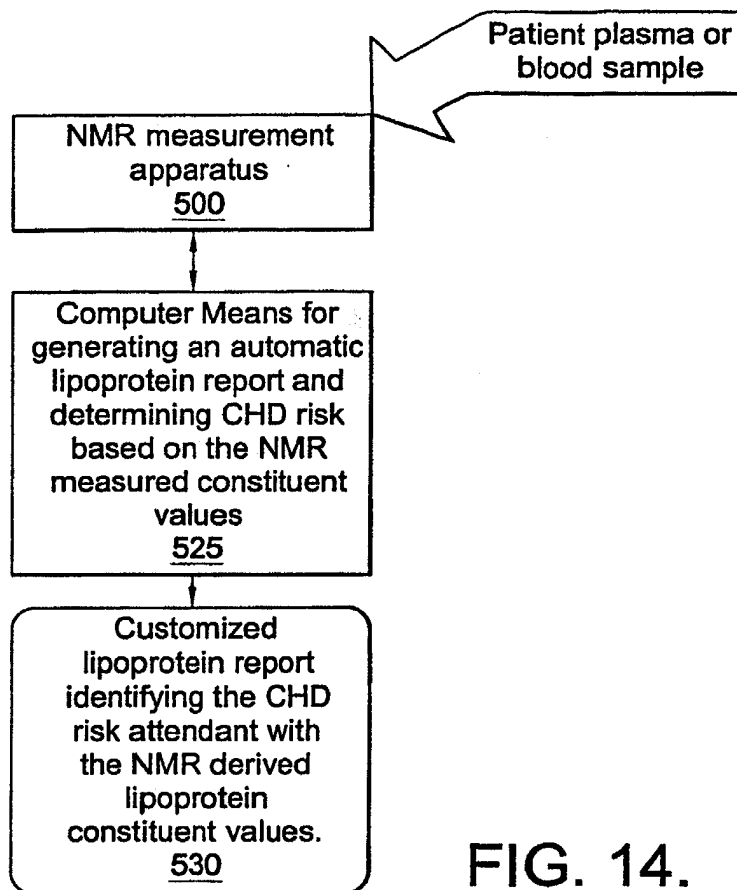 Patient plasma or
blood sample
NMR measurement
apparatus
500
Computer Means for
generating an automatic
lipoprotein report and
determining CHD risk
based on the NMR
measured constituent
values
525
Customized
lipoprotein report
identifying the CHD
risk attendant with
the NMR derived
lipoprotein
constituent values.
530
FIG. 14.